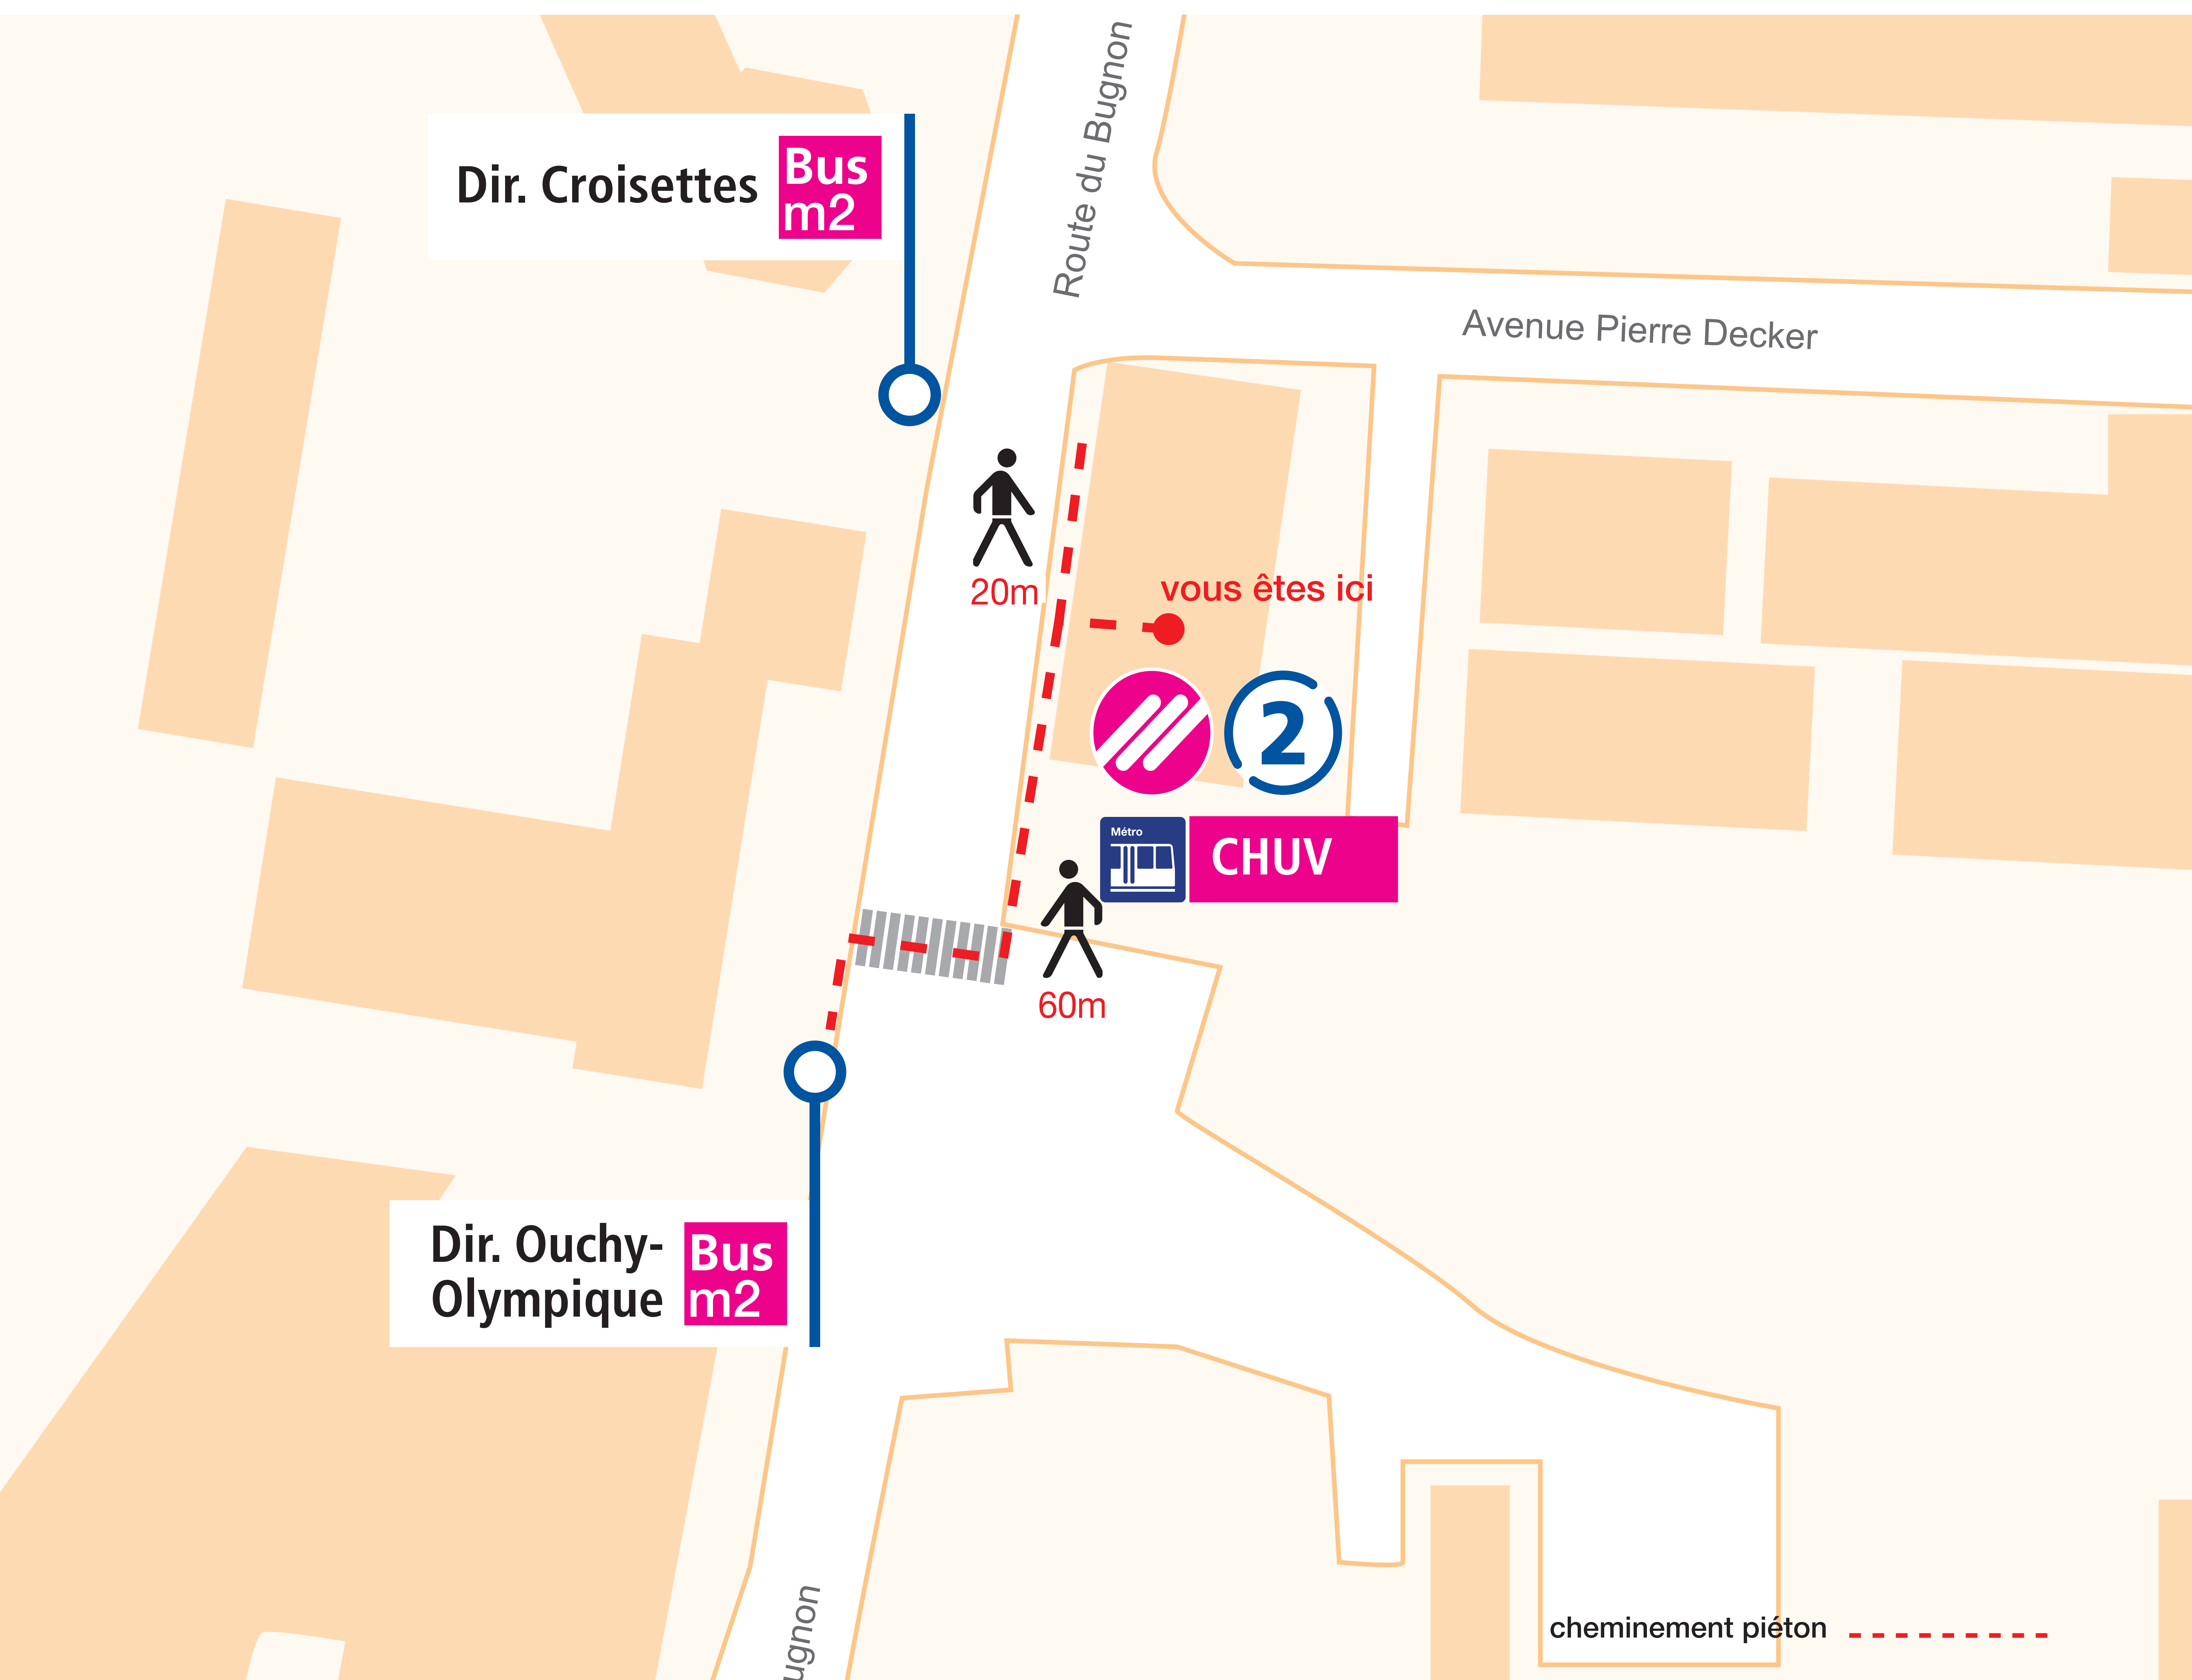 Route du Bugnon
Dir. Croisettes
Bus
m2
Avenue Pierre Decker
20m
vous êtes ici
2
Métro
CHUV
60m
Dir. Ouchy-
Olympique
Bus
m2
ugnon
cheminement piéton